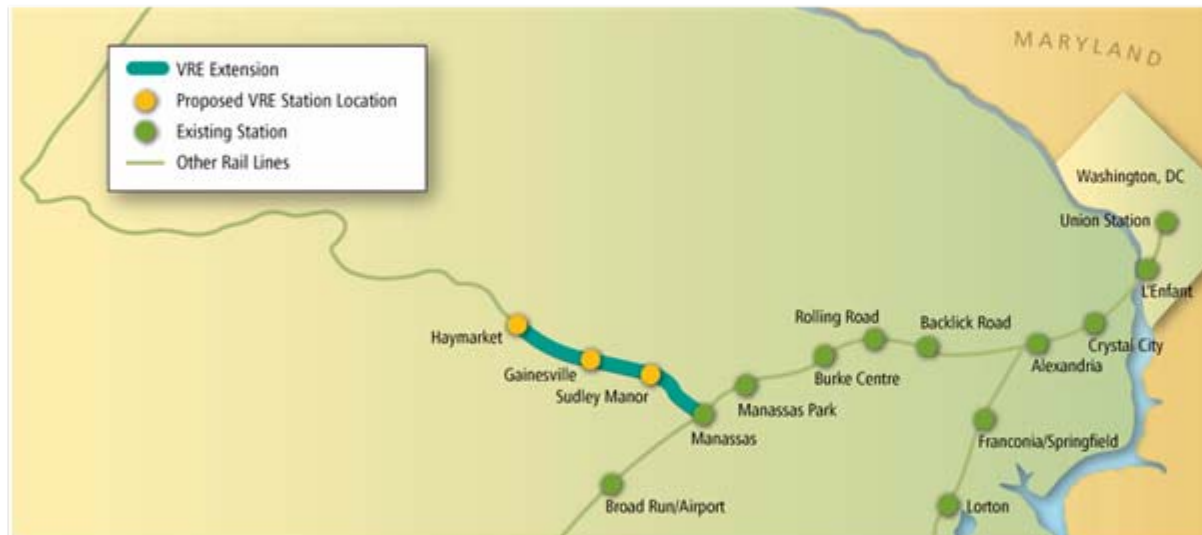 MARYLAND
VRE Extension
Proposed VRE Station Location
Existing Station
Other Rail Lines
Washington, DC
Union Station
L'Enfant
Crystal City
Alexandria
Backlick Road
Rolling Road
Burke Centre
Manassas Park
Manassas
Haymarket
Gainesville
Sudley Manor
Broad Run/Airport
Franconia/Springfield
Lorton